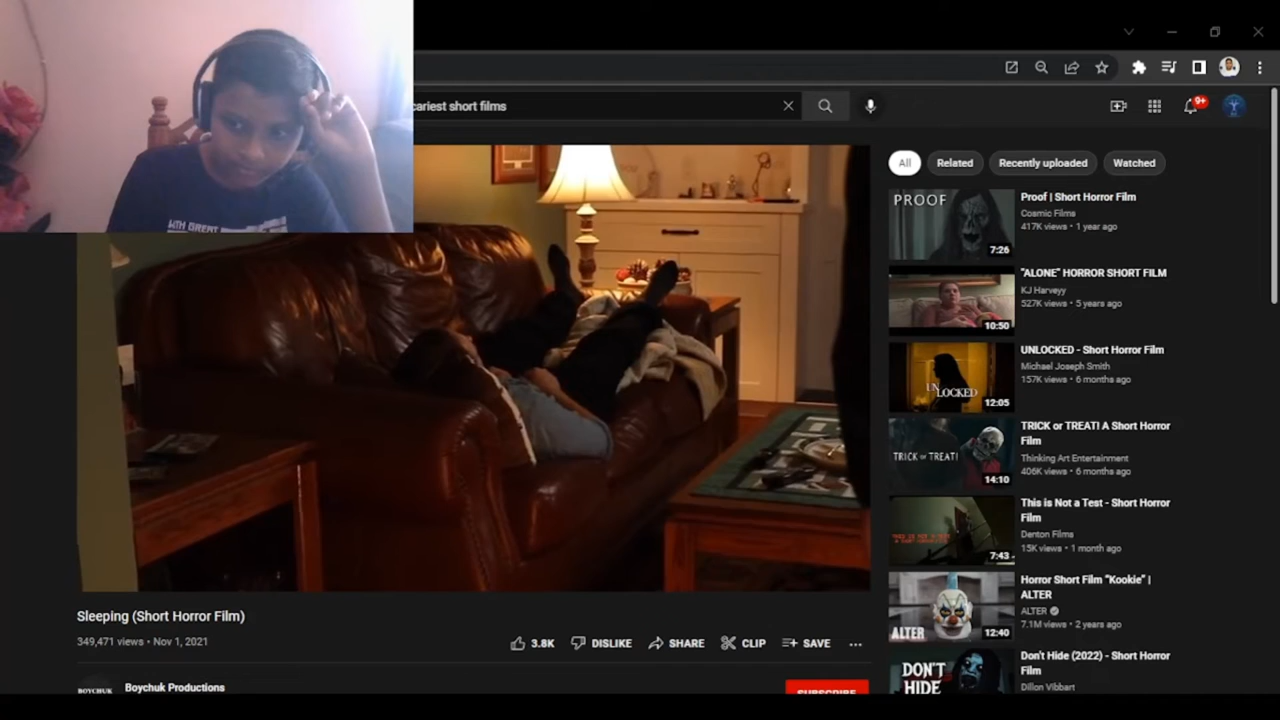 cariest short films
9+
All
Related
Recently uploaded
Watched
PROOF
7:26
Proof | Short Horror Film
Cosmic Films
417K views • 1 year ago
10:50
"ALONE" HORROR SHORT FILM
KJ Harveyy
527K views • 5 years ago
UN
LOCKED
12:05
UNLOCKED - Short Horror Film
Michael Joseph Smith
157K views • 6 months ago
TRICK or TREAT!
14:10
TRICK or TREAT! A Short Horror
Film
Thinking Art Entertainment
406K views • 6 months ago
7:43
This is Not a Test - Short Horror
Film
Denton Films
15K views • 1 month ago
ALTER
12:40
Horror Short Film "Kookie" |
ALTER
ALTER
7.1M views • 2 years ago
DON'T
HIDE
Don't Hide (2022) - Short Horror
Film
Dillon Vibbart
Sleeping (Short Horror Film)
349,471 views • Nov 1, 2021
3.8K
DISLIKE
SHARE
CLIP
SAVE
BOYCHUK
Boychuk Productions
SUBSCRIBE